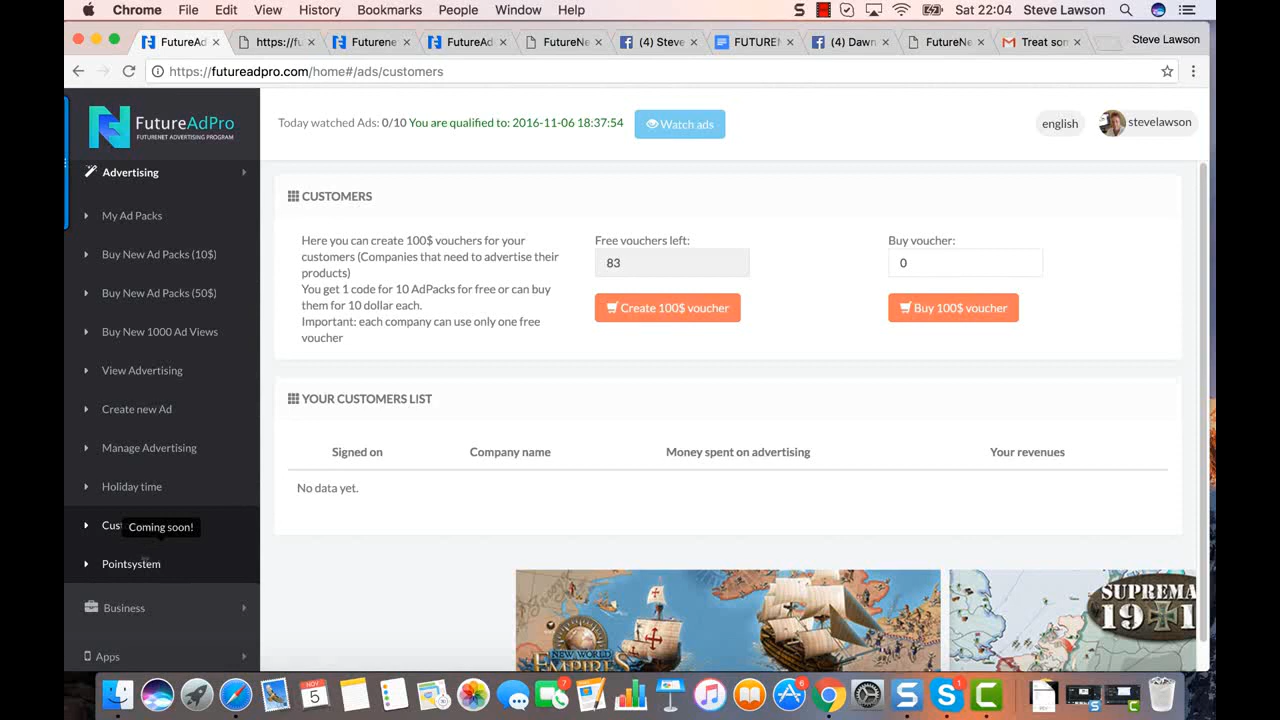 Chrome File Edit View History Bookmarks People Window Help Sat 22:04 Steve Lawson
FutureAd https://fu Futurene FutureAd FutureNe (4) Steve FUTUREN (4) Dawn FutureNe Treat son Steve Lawson
https://futureadpro.com/home#/ads/customers
FutureAdPro
FUTURENET ADVERTISING PROGRAM
Today watched Ads: 0/10 You are qualified to: 2016-11-06 18:37:54 Watch ads english stevelawson
Advertising
My Ad Packs
Buy New Ad Packs (10$)
Buy New Ad Packs (50$)
Buy New 1000 Ad Views
View Advertising
Create new Ad
Manage Advertising
Holiday time
Cust
Coming soon!
Pointsystem
Business
Apps
CUSTOMERS
Here you can create 100$ vouchers for your
customers (Companies that need to advertise their
products)
You get 1 code for 10 AdPacks for free or can buy
them for 10 dollar each.
Important: each company can use only one free
voucher
Free vouchers left:
83
Create 100$ voucher
Buy voucher:
0
Buy 100$ voucher
YOUR CUSTOMERS LIST
Signed on Company name Money spent on advertising Your revenues
No data yet.
NEW WORLD
EMPIRES
SUPREMA
191
NOV
5
7
6
1